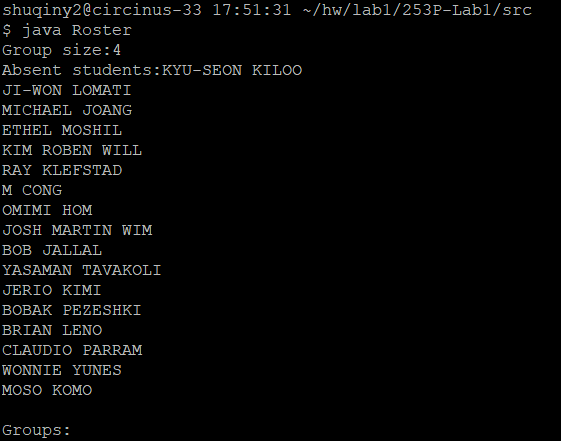 shuqiny2@circinus-33 17:51:31 ~/hw/lab1/253P-Lab1/src
$ java Roster
Group size:4
Absent students:KYU-SEON KILOO
JI-WON LOMATI
MICHAEL JOANG
ETHEL MOSHIL
KIM ROBEN WILL
RAY KLEFSTAD
M CONG
OMIMI HOM
JOSH MARTIN WIM
BOB JALLAL
YASAMAN TAVAKOLI
JERIO KIMI
BOBAK PEZESHKI
BRIAN LENO
CLAUDIO PARRAM
WONNIE YUNES
MOSO KOMO
Groups: